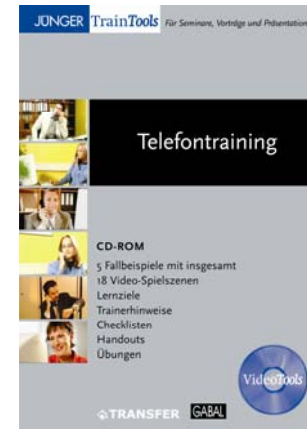 JÜNGER TrainTools Für Seminare, Vorträge und Präsentation
Telefontraining
CD-ROM
5 Fallbeispiele mit insgesamt
18 Video-Spielszenen
Lernziele
Trainerhinweise
Checklisten
Handouts
Übungen
VideoTools
TRANSFER GABAL